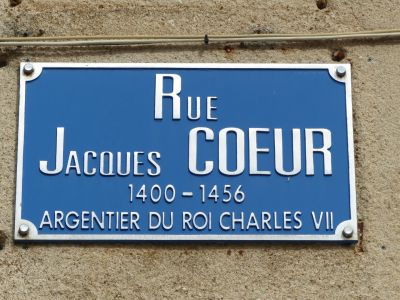 Rue
Jacques COEUR
1400 - 1456
ARGENTIER DU ROI CHARLES VII